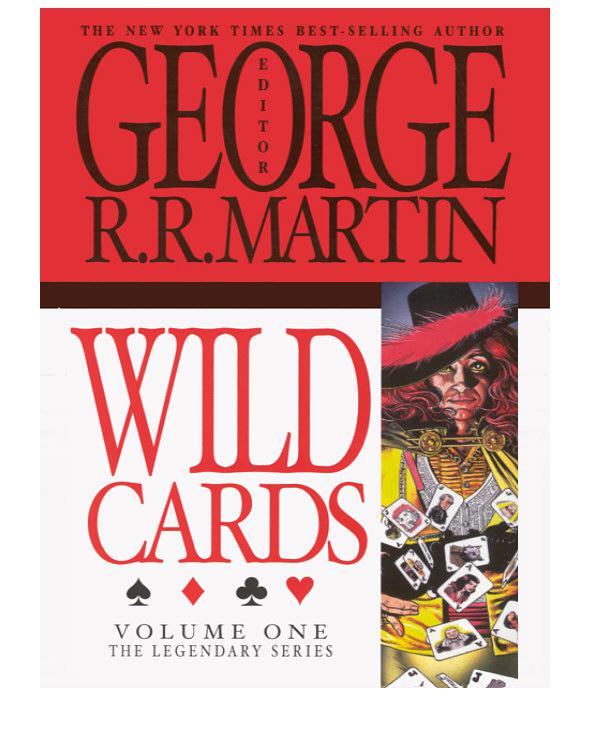 THE NEW YORK TIMES BEST-SELLING AUTHOR
GEORGE
EDITOR
R.R.MARTIN
WILD
CARDS
VOLUME ONE
THE LEGENDARY SERIES